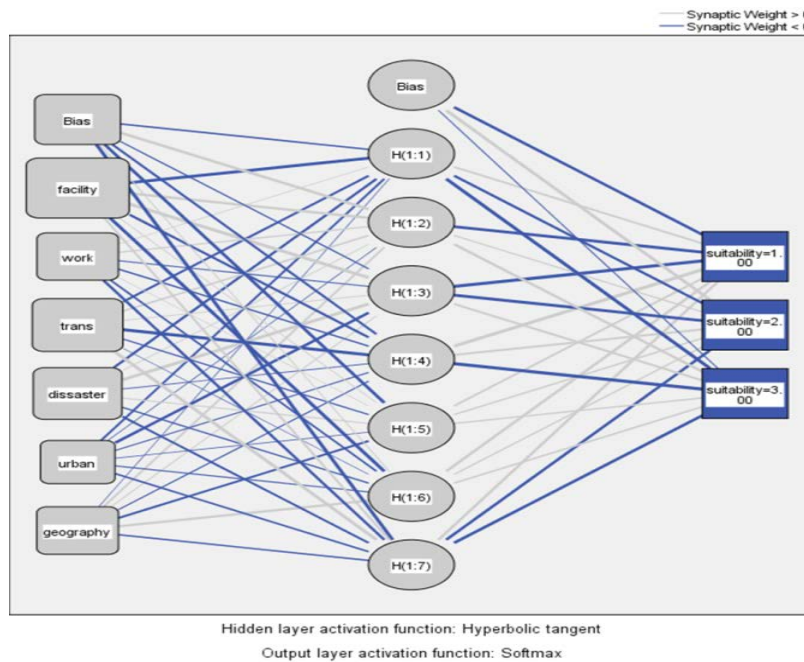 Synaptic Weight >
Synaptic Weight <
Bias
Bias
facility
work
trans
dissaster
urban
geography
H(1:1)
H(1:2)
H(1:3)
H(1:4)
H(1:5)
H(1:6)
H(1:7)
suitability=1.
00
suitability=2.
00
suitability=3.
00
Hidden layer activation function: Hyperbolic tangent
Output layer activation function: Softmax